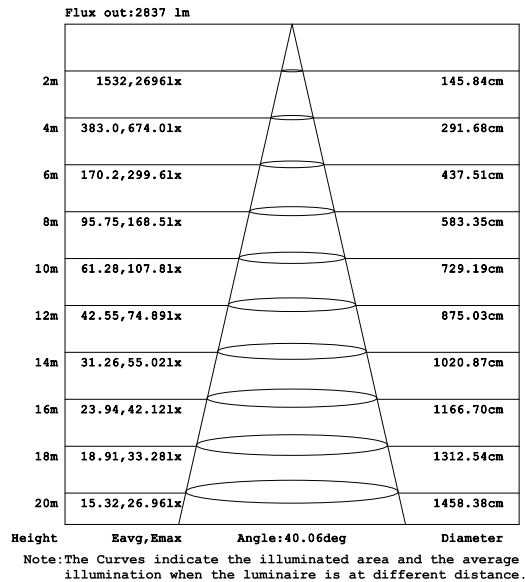 Flux out:2837 lm
2m 1532,2696lx 145.84cm
4m 383.0,674.0lx 291.68cm
6m 170.2,299.6lx 437.51cm
8m 95.75,168.5lx 583.35cm
10m 61.28,107.8lx 729.19cm
12m 42.55,74.89lx 875.03cm
14m 31.26,55.02lx 1020.87cm
16m 23.94,42.12lx 1166.70cm
18m 18.91,33.28lx 1312.54cm
20m 15.32,26.96lx 1458.38cm
Height Eavg,Emax Angle:40.06deg Diameter
Note:The Curves indicate the illuminated area and the average
illumination when the luminaire is at different distance.